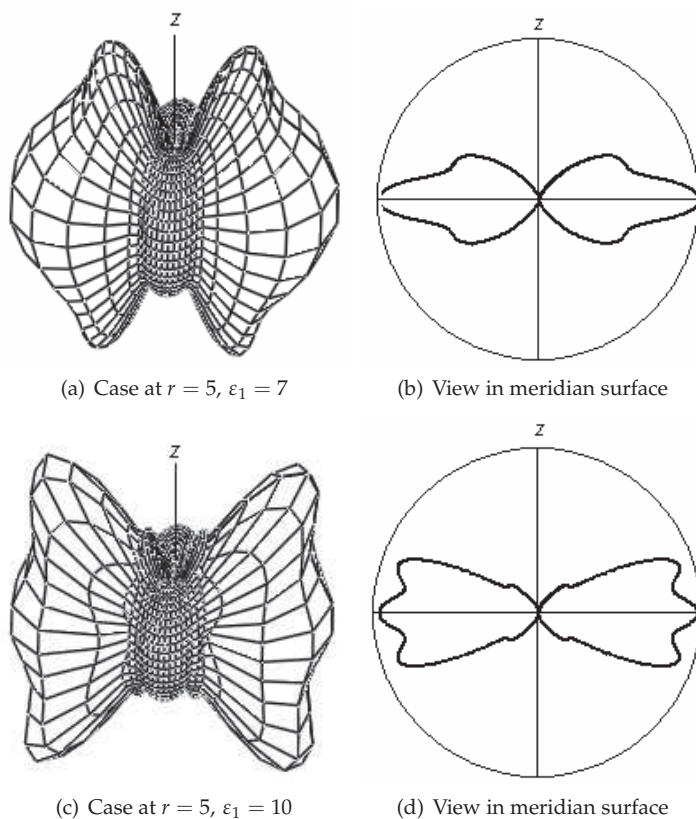 z
z
(a) Case at r = 5, ε₁ = 7
(b) View in meridian surface
z
z
(c) Case at r = 5, ε₁ = 10
(d) View in meridian surface